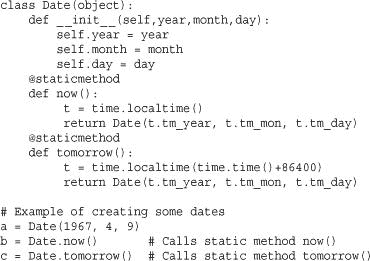 class Date(object):
    def __init__(self,year,month,day):
        self.year = year
        self.month = month
        self.day = day
    @staticmethod
    def now():
        t = time.localtime()
        return Date(t.tm_year, t.tm_mon, t.tm_day)
    @staticmethod
    def tomorrow():
        t = time.localtime(time.time()+86400)
        return Date(t.tm_year, t.tm_mon, t.tm_day)

# Example of creating some dates
a = Date(1967, 4, 9)
b = Date.now()       # Calls static method now()
c = Date.tomorrow()  # Calls static method tomorrow()